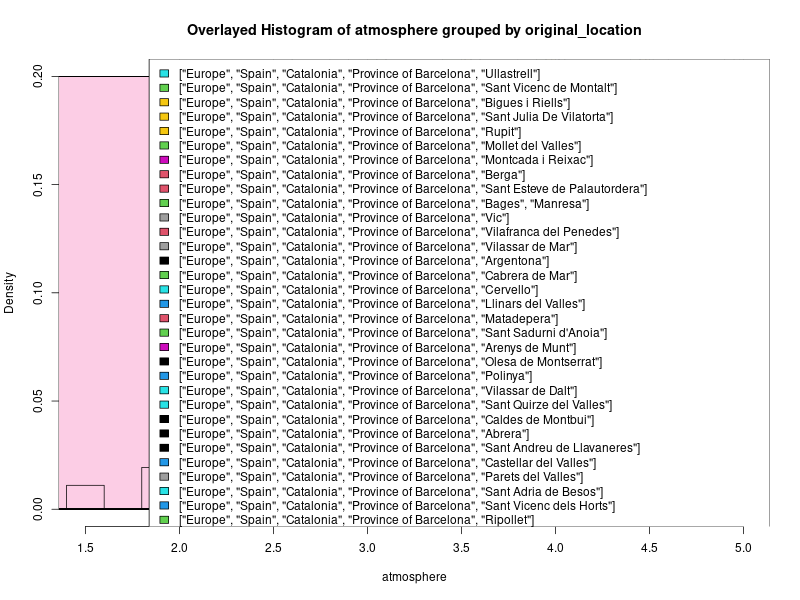 Overlayed Histogram of atmosphere grouped by original_location
["Europe", "Spain", "Catalonia", "Province of Barcelona", "Ullastrell"]
["Europe", "Spain", "Catalonia", "Province of Barcelona", "Sant Vicenc de Montalt"]
["Europe", "Spain", "Catalonia", "Province of Barcelona", "Bigues i Riells"]
["Europe", "Spain", "Catalonia", "Province of Barcelona", "Sant Julia De Vilatorta"]
["Europe", "Spain", "Catalonia", "Province of Barcelona", "Rupit"]
["Europe", "Spain", "Catalonia", "Province of Barcelona", "Mollet del Valles"]
["Europe", "Spain", "Catalonia", "Province of Barcelona", "Montcada i Reixac"]
["Europe", "Spain", "Catalonia", "Province of Barcelona", "Berga"]
["Europe", "Spain", "Catalonia", "Province of Barcelona", "Sant Esteve de Palautordera"]
["Europe", "Spain", "Catalonia", "Province of Barcelona", "Bages", "Manresa"]
["Europe", "Spain", "Catalonia", "Province of Barcelona", "Vic"]
["Europe", "Spain", "Catalonia", "Province of Barcelona", "Vilafranca del Penedes"]
["Europe", "Spain", "Catalonia", "Province of Barcelona", "Vilassar de Mar"]
["Europe", "Spain", "Catalonia", "Province of Barcelona", "Argentona"]
["Europe", "Spain", "Catalonia", "Province of Barcelona", "Cabrera de Mar"]
["Europe", "Spain", "Catalonia", "Province of Barcelona", "Cervello"]
["Europe", "Spain", "Catalonia", "Province of Barcelona", "Llinars del Valles"]
["Europe", "Spain", "Catalonia", "Province of Barcelona", "Matadepera"]
["Europe", "Spain", "Catalonia", "Province of Barcelona", "Sant Sadurni d'Anoia"]
["Europe", "Spain", "Catalonia", "Province of Barcelona", "Arenys de Munt"]
["Europe", "Spain", "Catalonia", "Province of Barcelona", "Olesa de Montserrat"]
["Europe", "Spain", "Catalonia", "Province of Barcelona", "Polinya"]
["Europe", "Spain", "Catalonia", "Province of Barcelona", "Vilassar de Dalt"]
["Europe", "Spain", "Catalonia", "Province of Barcelona", "Sant Quirze del Valles"]
["Europe", "Spain", "Catalonia", "Province of Barcelona", "Caldes de Montbui"]
["Europe", "Spain", "Catalonia", "Province of Barcelona", "Abrera"]
["Europe", "Spain", "Catalonia", "Province of Barcelona", "Sant Andreu de Llavaneres"]
["Europe", "Spain", "Catalonia", "Province of Barcelona", "Castellar del Valles"]
["Europe", "Spain", "Catalonia", "Province of Barcelona", "Parets del Valles"]
["Europe", "Spain", "Catalonia", "Province of Barcelona", "Sant Adria de Besos"]
["Europe", "Spain", "Catalonia", "Province of Barcelona", "Sant Vicenc dels Horts"]
["Europe", "Spain", "Catalonia", "Province of Barcelona", "Ripollet"]
0.20
0.15
0.10
0.05
0.00
Density
1.5 2.0 2.5 3.0 3.5 4.0 4.5 5.0
atmosphere